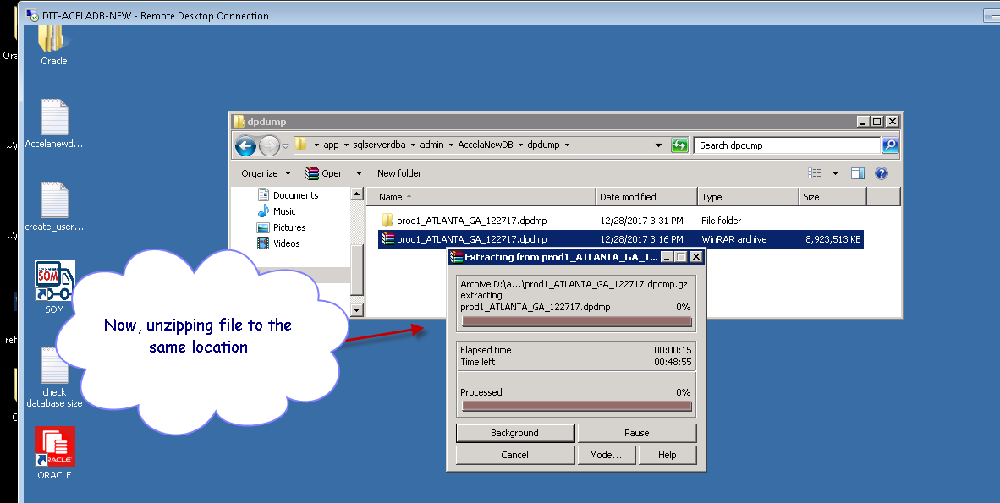 DIT-ACELADB-NEW - Remote Desktop Connection
Oracle
Accelanewd...
create_user...
SOM
SOM
check
database size
ORACLE
Now, unzipping file to the
same location
dpdump
app
sqlserverdba
admin
AccelaNewDB
dpdump
Search dpdump
Organize
Open
New folder
Documents
Music
Pictures
Videos
Name
Date modified
Type
Size
prod1_ATLANTA_GA_122717.dpdmp
12/28/2017 3:31 PM
File folder
prod1_ATLANTA_GA_122717.dpdmp
12/28/2017 3:16 PM
WinRAR archive
8,923,513 KB
Extracting from prod1_ATLANTA_GA_1...
Archive D:\a...\prod1_ATLANTA_GA_122717.dpdmp.gz
extracting
prod1_ATLANTA_GA_122717.dpdmp 0%
Elapsed time 00:00:15
Time left 00:48:55
Processed 0%
Background
Pause
Cancel
Mode...
Help